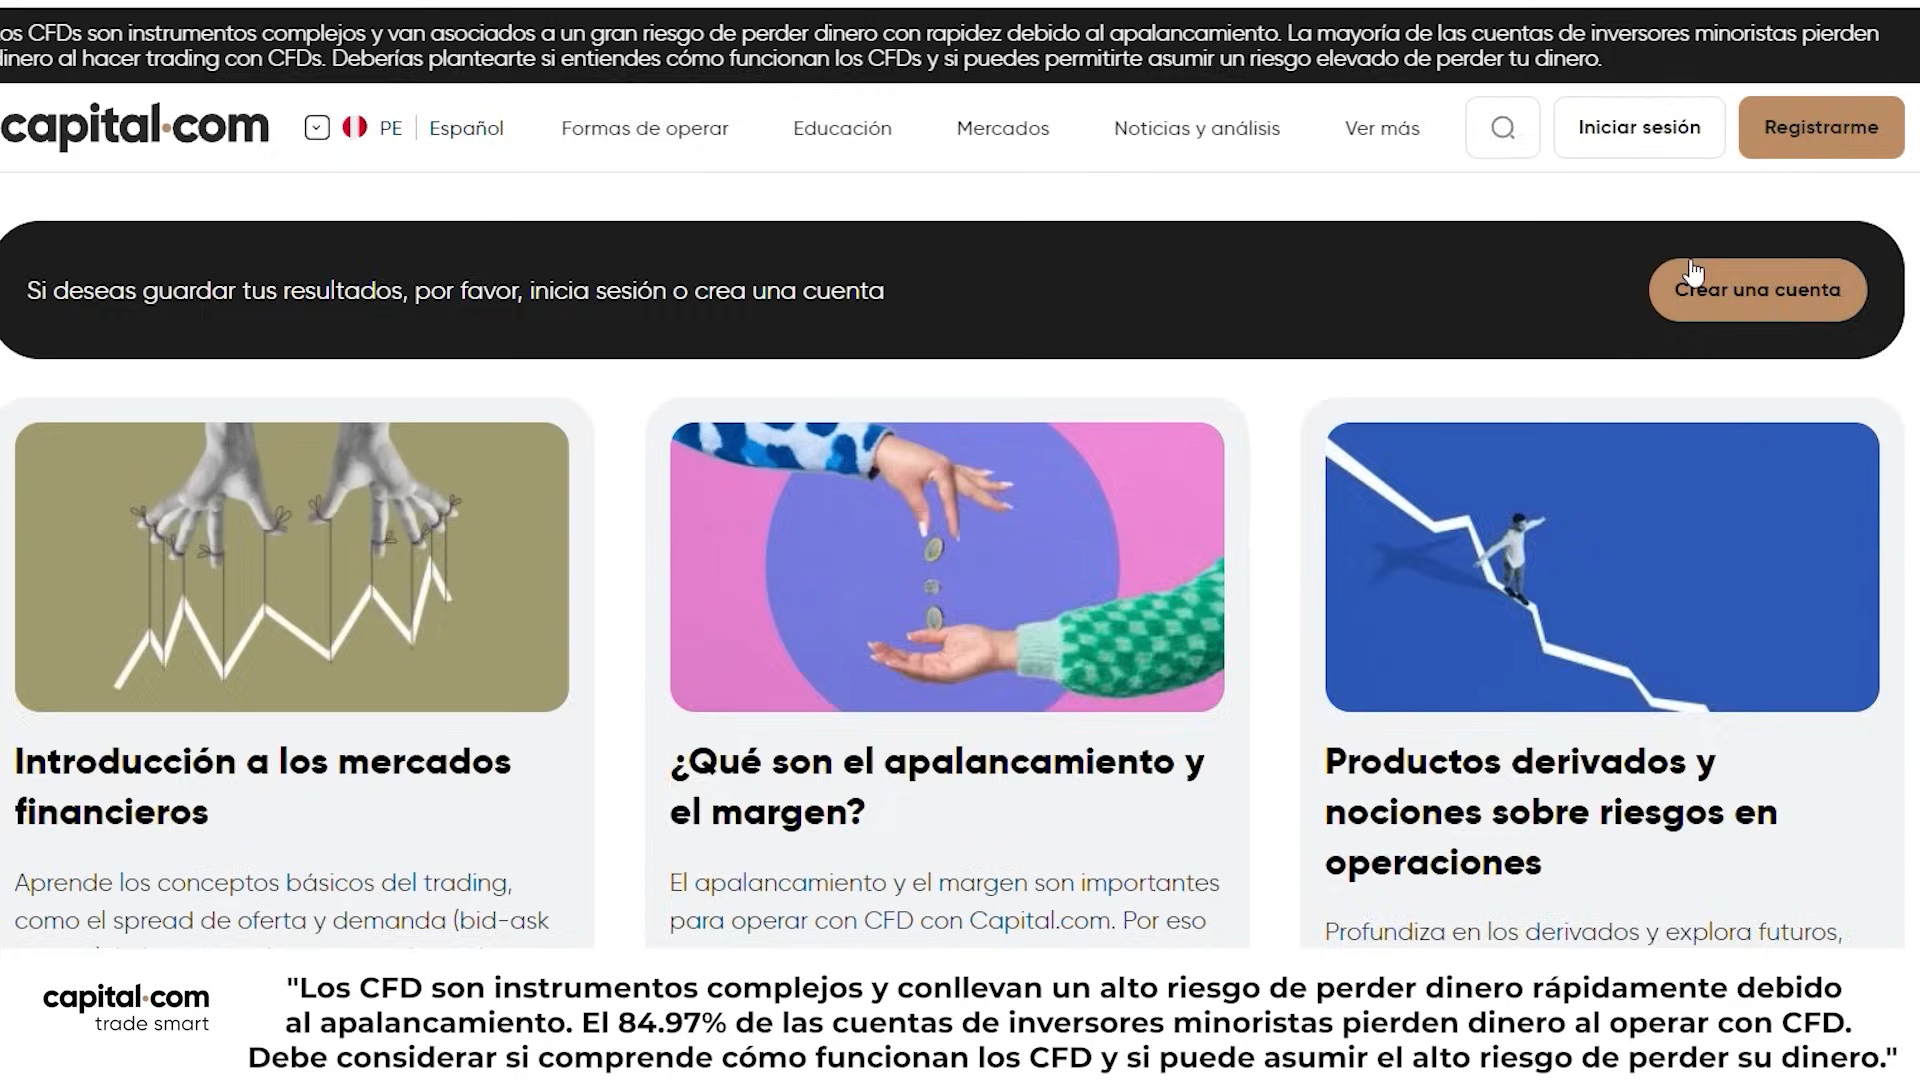 os CFDs son instrumentos complejos y van asociados a un gran riesgo de perder dinero con rapidez debido al apalancamiento. La mayoría de las cuentas de inversores minoristas pierden
dinero al hacer trading con CFDs. Deberías plantearte si entiendes cómo funcionan los CFDs y si puedes permitirte asumir un riesgo elevado de perder tu dinero.
capital.com PE Español Formas de operar Educación Mercados Noticias y análisis Ver más Iniciar sesión Registrarme
Si deseas guardar tus resultados, por favor, inicia sesión o crea una cuenta
Crear una cuenta
Introducción a los mercados
financieros
Aprende los conceptos básicos del trading,
como el spread de oferta y demanda (bid-ask
¿Qué son el apalancamiento y
el margen?
El apalancamiento y el margen son importantes
para operar con CFD con Capital.com. Por eso
Productos derivados y
nociones sobre riesgos en
operaciones
Profundiza en los derivados y explora futuros,
capital.com
trade smart
"Los CFD son instrumentos complejos y conllevan un alto riesgo de perder dinero rápidamente debido
al apalancamiento. El 84.97% de las cuentas de inversores minoristas pierden dinero al operar con CFD.
Debe considerar si comprende cómo funcionan los CFD y si puede asumir el alto riesgo de perder su dinero."